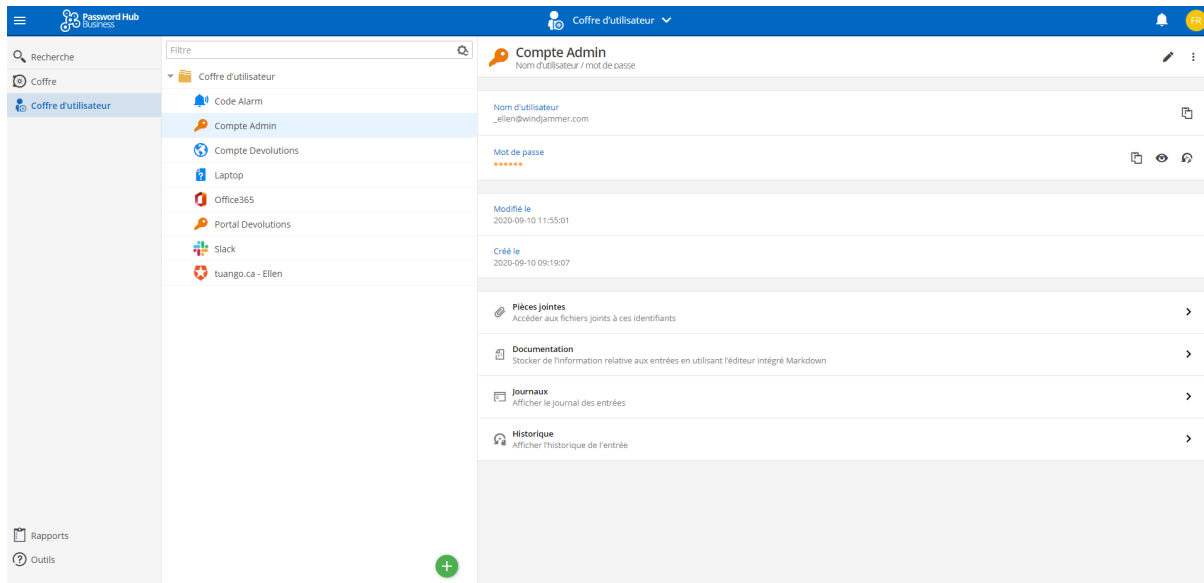 Password Hub
Business
Coffre d'utilisateur
FR
Recherche
Coffre
Coffre d'utilisateur
Rapports
Outils
Filtre
Coffre d'utilisateur
Code Alarm
Compte Admin
Compte Devolutions
Laptop
Office365
Portal Devolutions
Slack
tuango.ca - Ellen
Compte Admin
Nom d'utilisateur / mot de passe
Nom d'utilisateur
_ellen@windjammer.com
Mot de passe
******
Modifié le
2020-09-10 11:55:01
Créé le
2020-09-10 09:19:07
Pièces jointes
Accéder aux fichiers joints à ces identifiants
Documentation
Stocker de l'information relative aux entrées en utilisant l'éditeur intégré Markdown
Journaux
Afficher le journal des entrées
Historique
Afficher l'historique de l'entrée